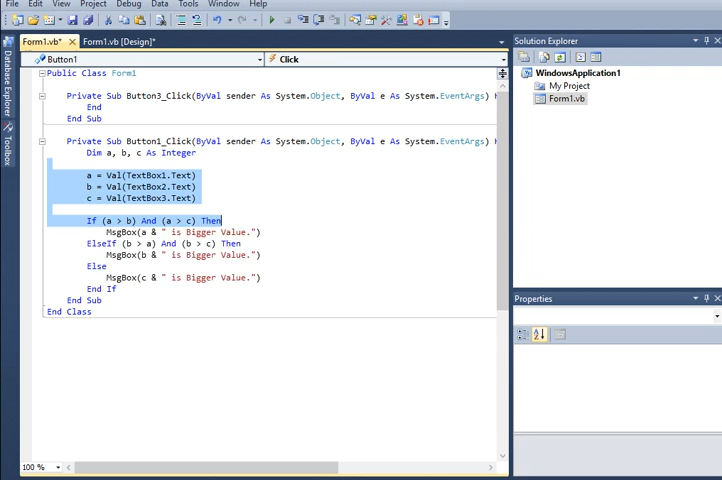 File Edit View Project Build Debug Data Tools Window Help
Form1.vb* Form1.vb [Design]*
Solution Explorer
Button1 Click
WindowsApplication1
My Project
Form1.vb
Database Explorer
Toolbox
Public Class Form1
Private Sub Button3_Click(ByVal sender As System.Object, ByVal e As System.EventArgs)
End
End Sub
Private Sub Button1_Click(ByVal sender As System.Object, ByVal e As System.EventArgs)
Dim a, b, c As Integer
a = Val(TextBox1.Text)
b = Val(TextBox2.Text)
c = Val(TextBox3.Text)
If (a > b) And (a > c) Then
MsgBox(a & " is Bigger Value.")
ElseIf (b > a) And (b > c) Then
MsgBox(b & " is Bigger Value.")
Else
MsgBox(c & " is Bigger Value.")
End If
End Sub
End Class
Properties
100 %